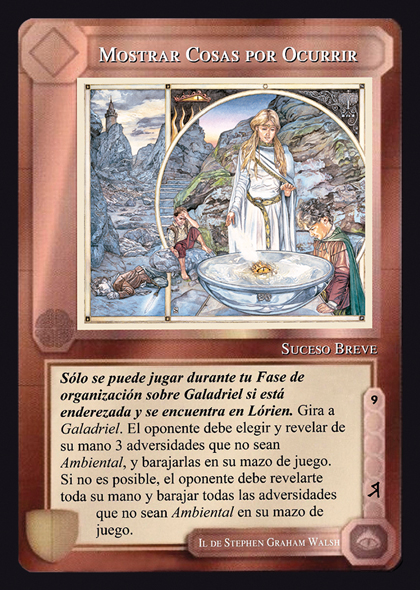 Mostrar Cosas por Ocurrir
Suceso Breve
Sólo se puede jugar durante tu Fase de
organización sobre Galadriel si está
enderezada y se encuentra en Lórien. Gira a
Galadriel. El oponente debe elegir y revelar de
su mano 3 adversidades que no sean
Ambiental, y barajarlas en su mazo de juego.
Si no es posible, el oponente debe revelarte
toda su mano y barajar todas las adversidades
que no sean Ambiental en su mazo de
juego.
9
Il de Stephen Graham Walsh